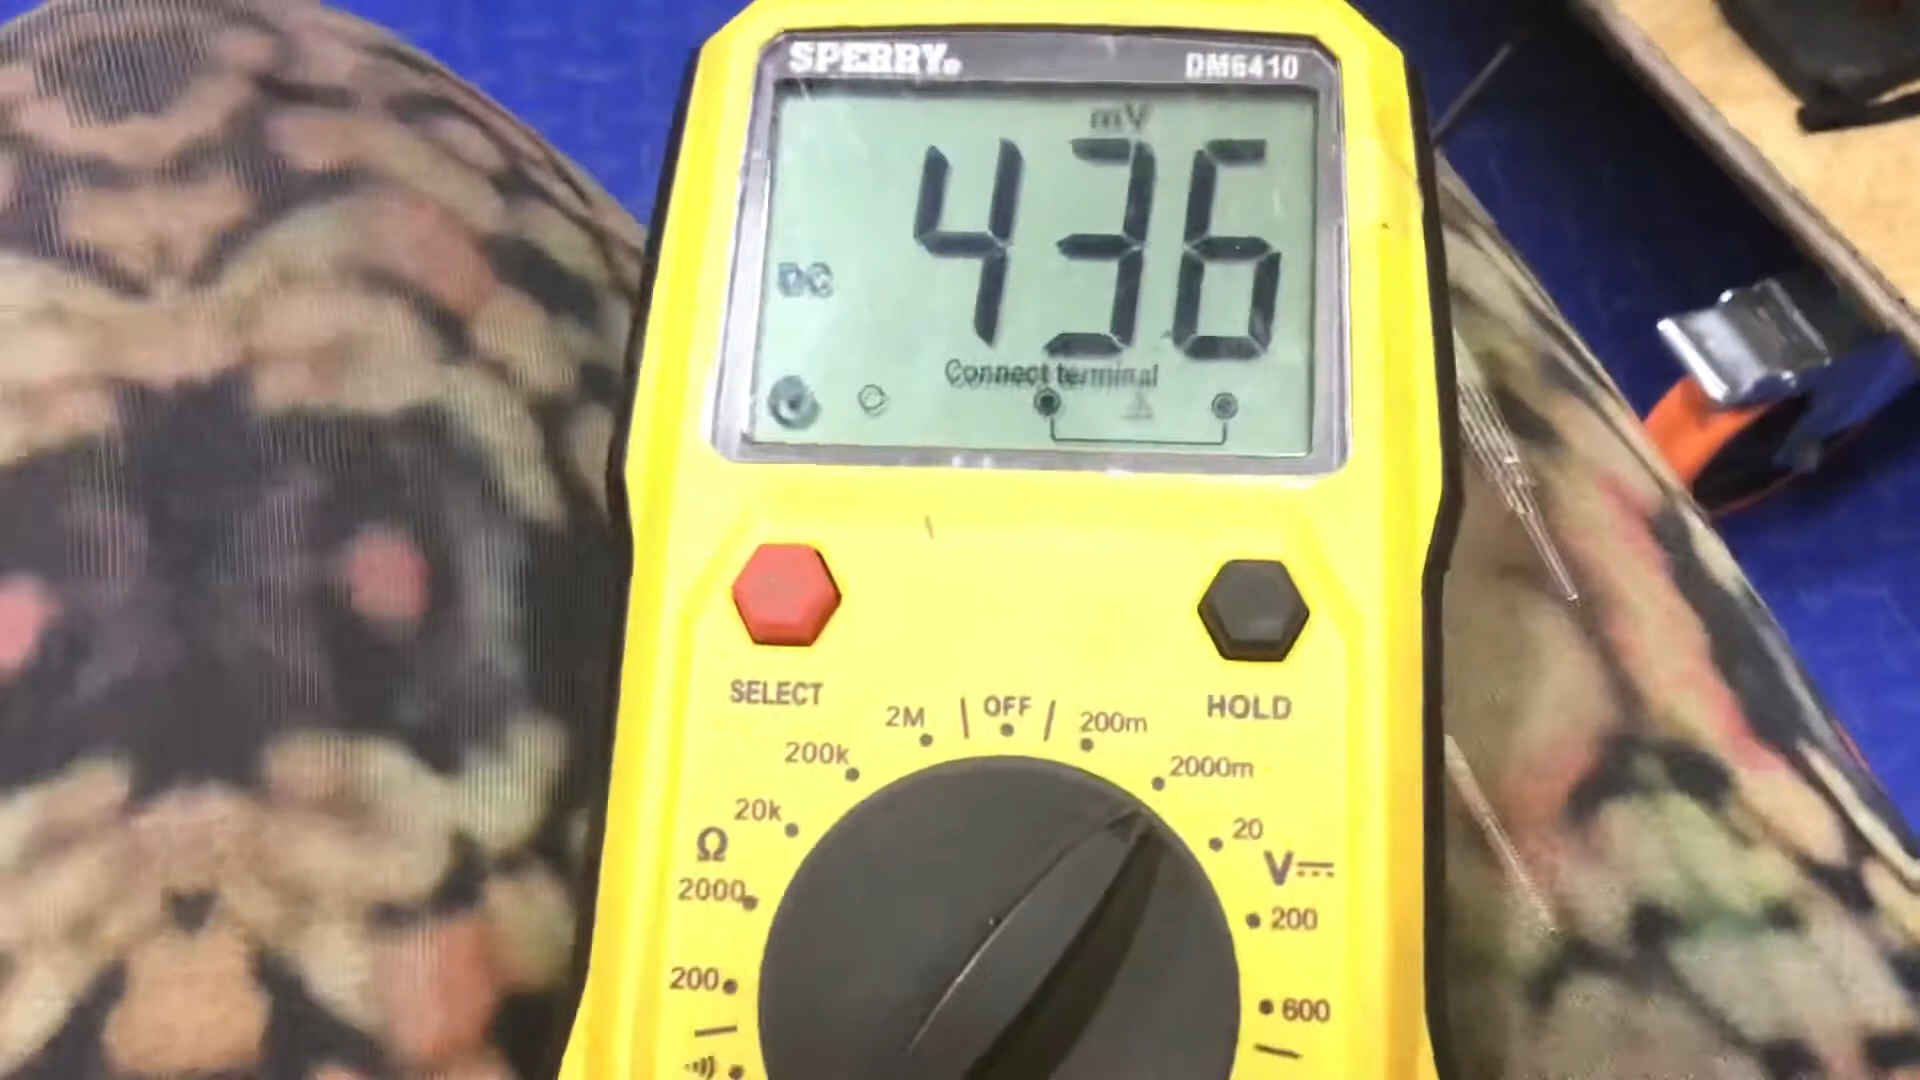 SPERRY®
DM6410
mV
436
DC
Connect terminal
SELECT
HOLD
2M
OFF
200m
200k
2000m
20k
20
Ω
V
2000
200
200
600